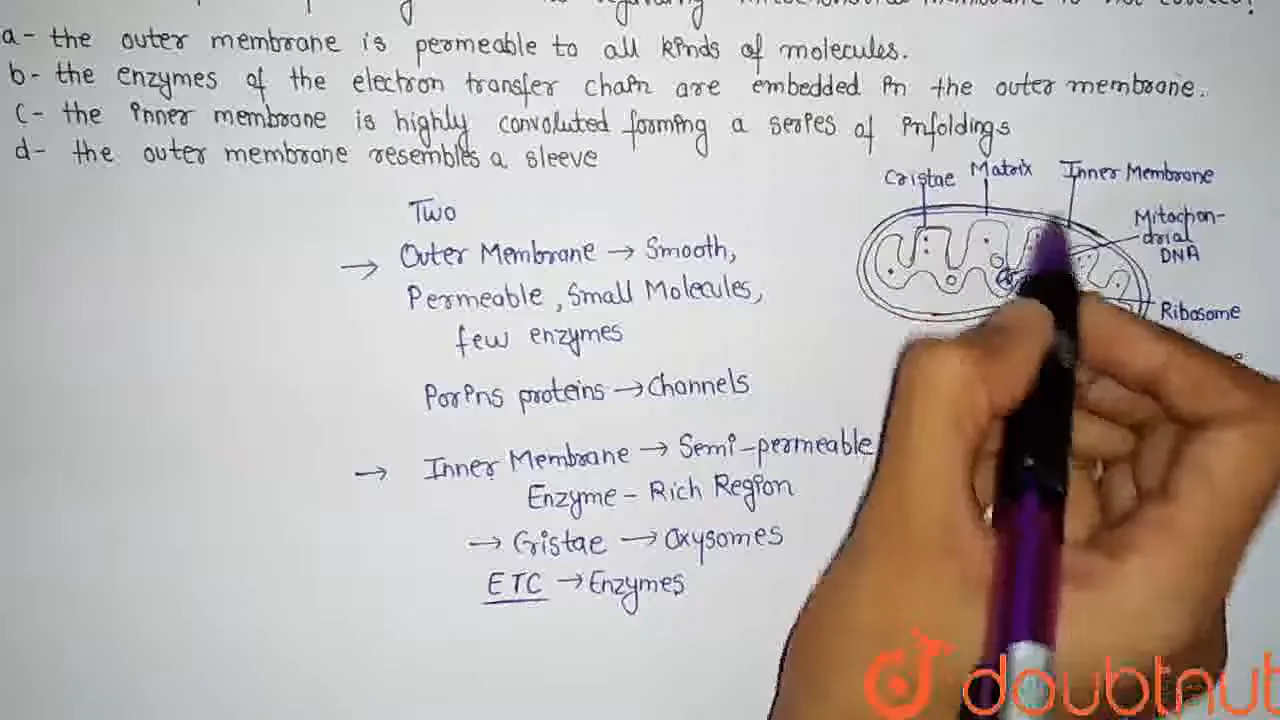 regarding
a- the outer membrane is permeable to all kinds of molecules.
b- the enzymes of the electron transfer chain are embedded in the outer membrane.
c- the inner membrane is highly convoluted forming a series of infoldings
d- the outer membrane resembles a sleeve
Cristae
Matrix
Inner Membrane
Mitochon-
drial
DNA
Ribosome
Two
→ Outer Membrane → Smooth,
Permeable, Small Molecules,
few enzymes
Porins proteins → Channels
→ Inner Membrane → Semi-permeable
Enzyme - Rich Region
→ Cristae → Oxysomes
ETC → Enzymes
doubtnut